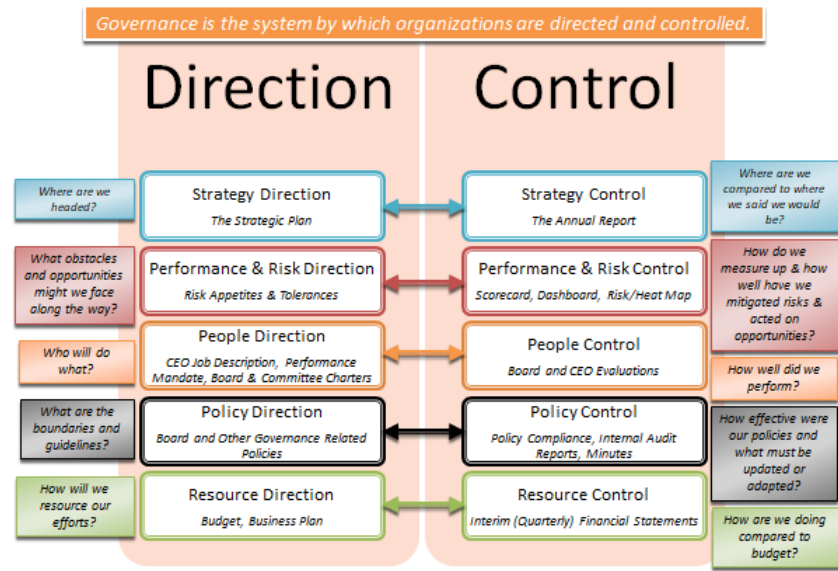 Governance is the system by which organizations are directed and controlled.
Direction
Control
Where are we
headed?
Strategy Direction
The Strategic Plan
Strategy Control
The Annual Report
Where are we
compared to where
we said we would
be?
What obstacles
and opportunities
might we face
along the way?
Performance & Risk Direction
Risk Appetites & Tolerances
Performance & Risk Control
Scorecard, Dashboard, Risk/Heat Map
How do we
measure up & how
well have we
mitigated risks &
acted on
opportunities?
Who will do
what?
People Direction
CEO Job Description, Performance
Mandate, Board & Committee Charters
People Control
Board and CEO Evaluations
How well did we
perform?
What are the
boundaries and
guidelines?
Policy Direction
Board and Other Governance Related
Policies
Policy Control
Policy Compliance, Internal Audit
Reports, Minutes
How effective were
our policies and
what must be
updated or
adapted?
How will we
resource our
efforts?
Resource Direction
Budget, Business Plan
Resource Control
Interim (Quarterly) Financial Statements
How are we doing
compared to
budget?